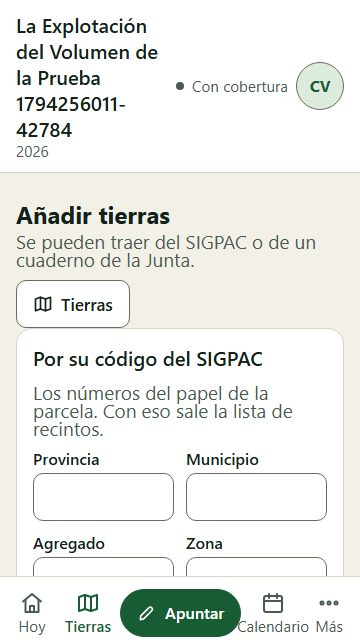 La Explotación
del Volumen de
la Prueba
1794256011-
42784
2026
Con cobertura
CV
Añadir tierras
Se pueden traer del SIGPAC o de un
cuaderno de la Junta.
Tierras
Por su código del SIGPAC
Los números del papel de la
parcela. Con eso sale la lista de
recintos.
Provincia
Municipio
Agregado
Zona
Hoy
Tierras
Apuntar
Calendario
Más